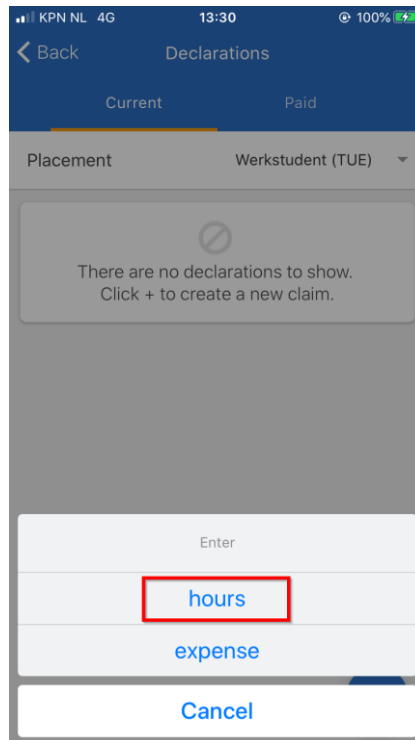 KPN NL 4G 13:30 100%
Back Declarations
Current Paid
Placement Werkstudent (TUE)
There are no declarations to show.
Click + to create a new claim.
Enter
hours
expense
Cancel